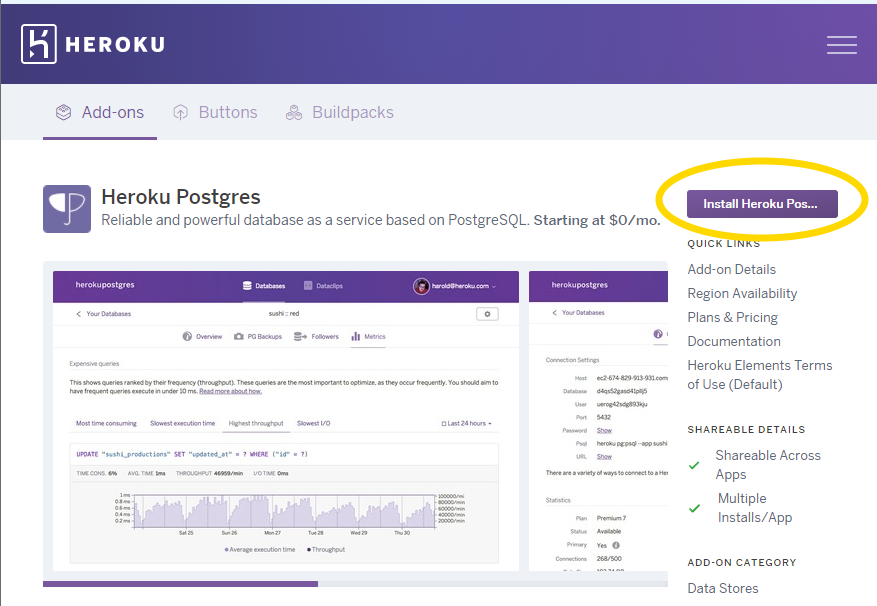 HEROKU
Add-ons
Buttons
Buildpacks
Heroku Postgres
Reliable and powerful database as a service based on PostgreSQL. Starting at $0/mo.
Install Heroku Pos...
QUICK LINKS
Add-on Details
Region Availability
Plans & Pricing
Documentation
Heroku Elements Terms
of Use (Default)
SHAREABLE DETAILS
Shareable Across
Apps
Multiple
Installs/App
ADD-ON CATEGORY
Data Stores
herokupostgres
Databases
Dataclips
harold@heroku.com
Your Databases
sushi :: red
Overview
PG Backups
Followers
Metrics
Expensive queries
This shows queries ranked by their frequency (throughput). These queries are the most important to optimize, as they occur frequently. You should aim to
have frequent queries execute in under 10 ms. Read more about how.
Most time consuming
Slowest execution time
Highest throughput
Slowest I/O
Last 24 hours
UPDATE "sushi_productions" SET "updated_at" = ? WHERE ("id" = ?)
TIME CONS. 6% AVG. TIME 1ms THROUGHPUT 46959/min I/O TIME 0ms
1 ms
0.8 ms
0.6 ms
0.4 ms
0.2 ms
100000/mi
80000/min
60000/min
40000/min
20000/min
Sat 25
Sun 26
Mon 27
Tue 28
Wed 29
Thu 30
Average execution time
Throughput
herokupostgres
Your Databases
Connection Settings
Host ec2-674-829-913-931.com
Database d4qs52gasd41pllj5
User uerog42sdg893kju
Port 5432
Password Show
Psql heroku pg:psql --app sushi
URL Show
There are a variety of ways to connect to a Her
Statistics
Plan Premium 7
Status Available
Primary Yes
Connections 268/500